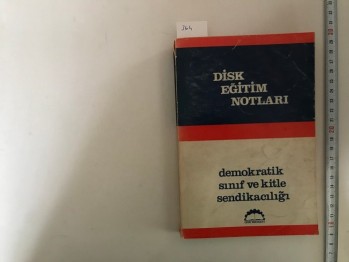 DİSK
EĞİTİM
NOTLARI
demokratik
sınıf ve kitle
sendikacılığı